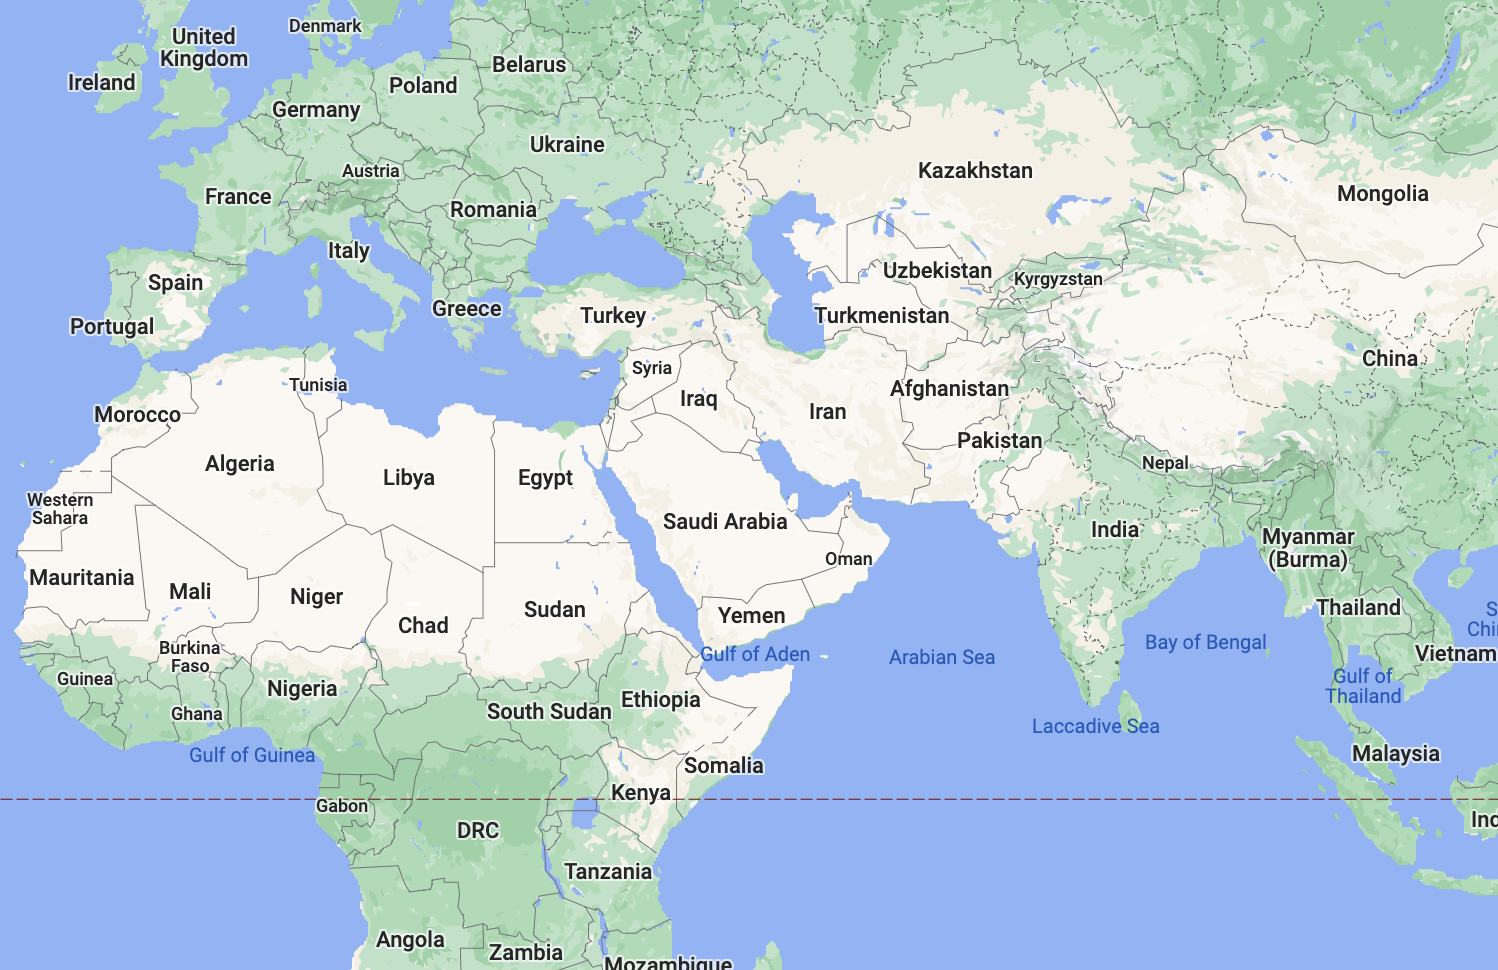 Denmark
United
Kingdom
Belarus
Ireland
Poland
Germany
Ukraine
Austria
Kazakhstan
France
Mongolia
Romania
Italy
Uzbekistan
Kyrgyzstan
Spain
Greece
Turkey
Turkmenistan
Portugal
China
Syria
Tunisia
Afghanistan
Iraq
Iran
Morocco
Pakistan
Algeria
Nepal
Libya
Egypt
Western
Sahara
Saudi Arabia
India
Myanmar
(Burma)
Oman
Mauritania
Mali
Niger
Sudan
Thailand
Yemen
Chad
S
Chi
Burkina
Faso
Bay of Bengal
Vietnam
Gulf of Aden
Arabian Sea
Guinea
Nigeria
Gulf of
Thailand
Ethiopia
Ghana
South Sudan
Laccadive Sea
Gulf of Guinea
Malaysia
Somalia
Kenya
Gabon
Ind
DRC
Tanzania
Angola
Zambia
Mozambique